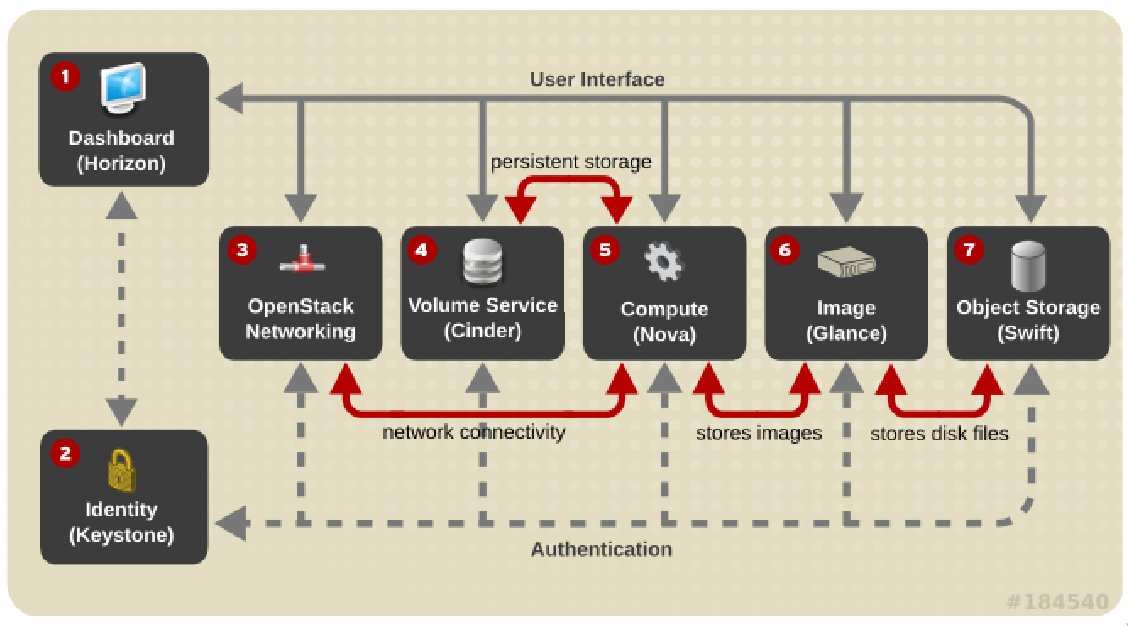 User Interface
1
Dashboard
(Horizon)
persistent storage
3
OpenStack
Networking
4
Volume Service
(Cinder)
5
Compute
(Nova)
6
Image
(Glance)
7
Object Storage
(Swift)
network connectivity
stores images
stores disk files
2
Identity
(Keystone)
Authentication
#184540